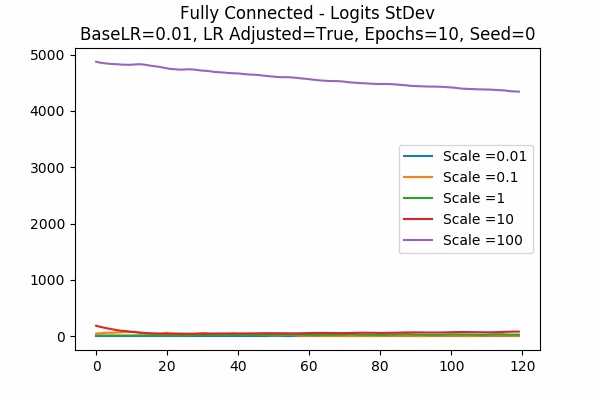 Fully Connected - Logits StDev
BaseLR=0.01, LR Adjusted=True, Epochs=10, Seed=0
5000
4000
3000
2000
1000
0
Scale =0.01
Scale =0.1
Scale =1
Scale =10
Scale =100
0 20 40 60 80 100 120